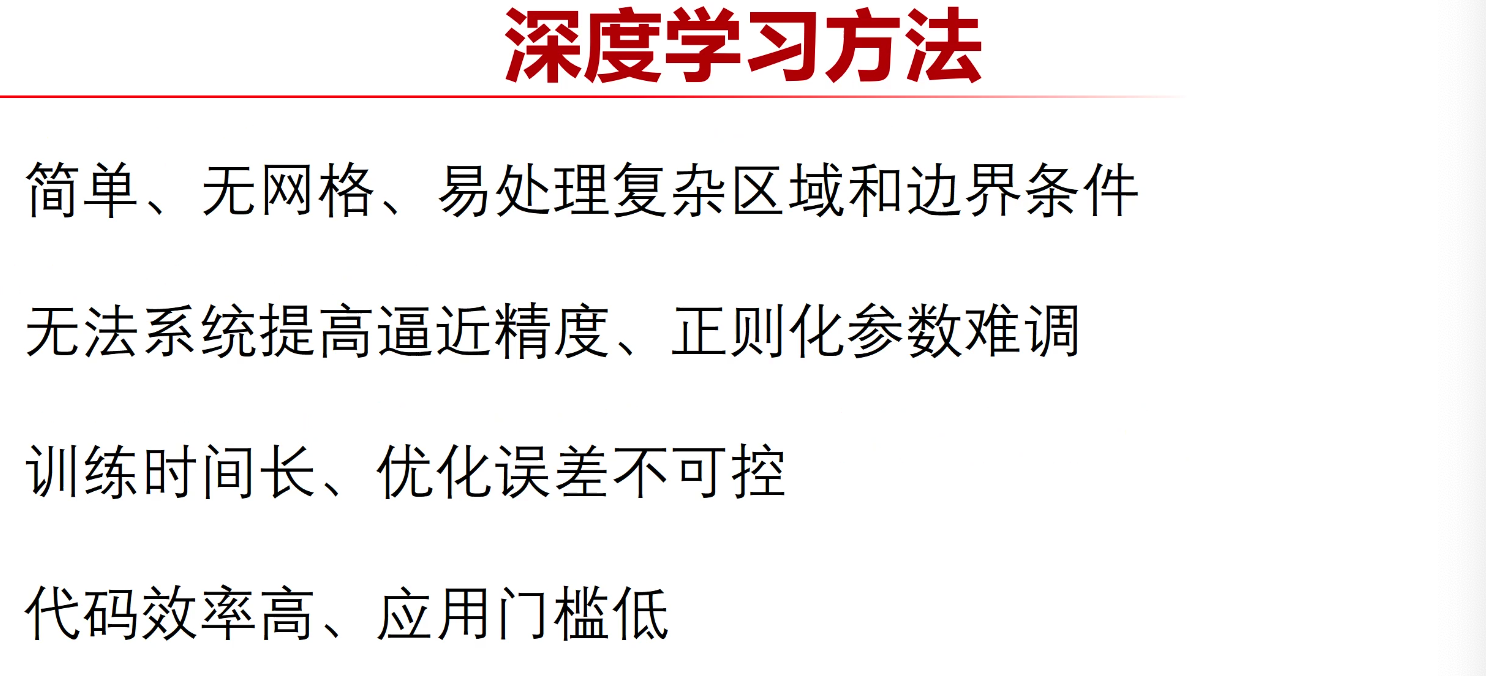 深度学习方法
简单、无网格、易处理复杂区域和边界条件
无法系统提高逼近精度、正则化参数难调
训练时间长、优化误差不可控
代码效率高、应用门槛低